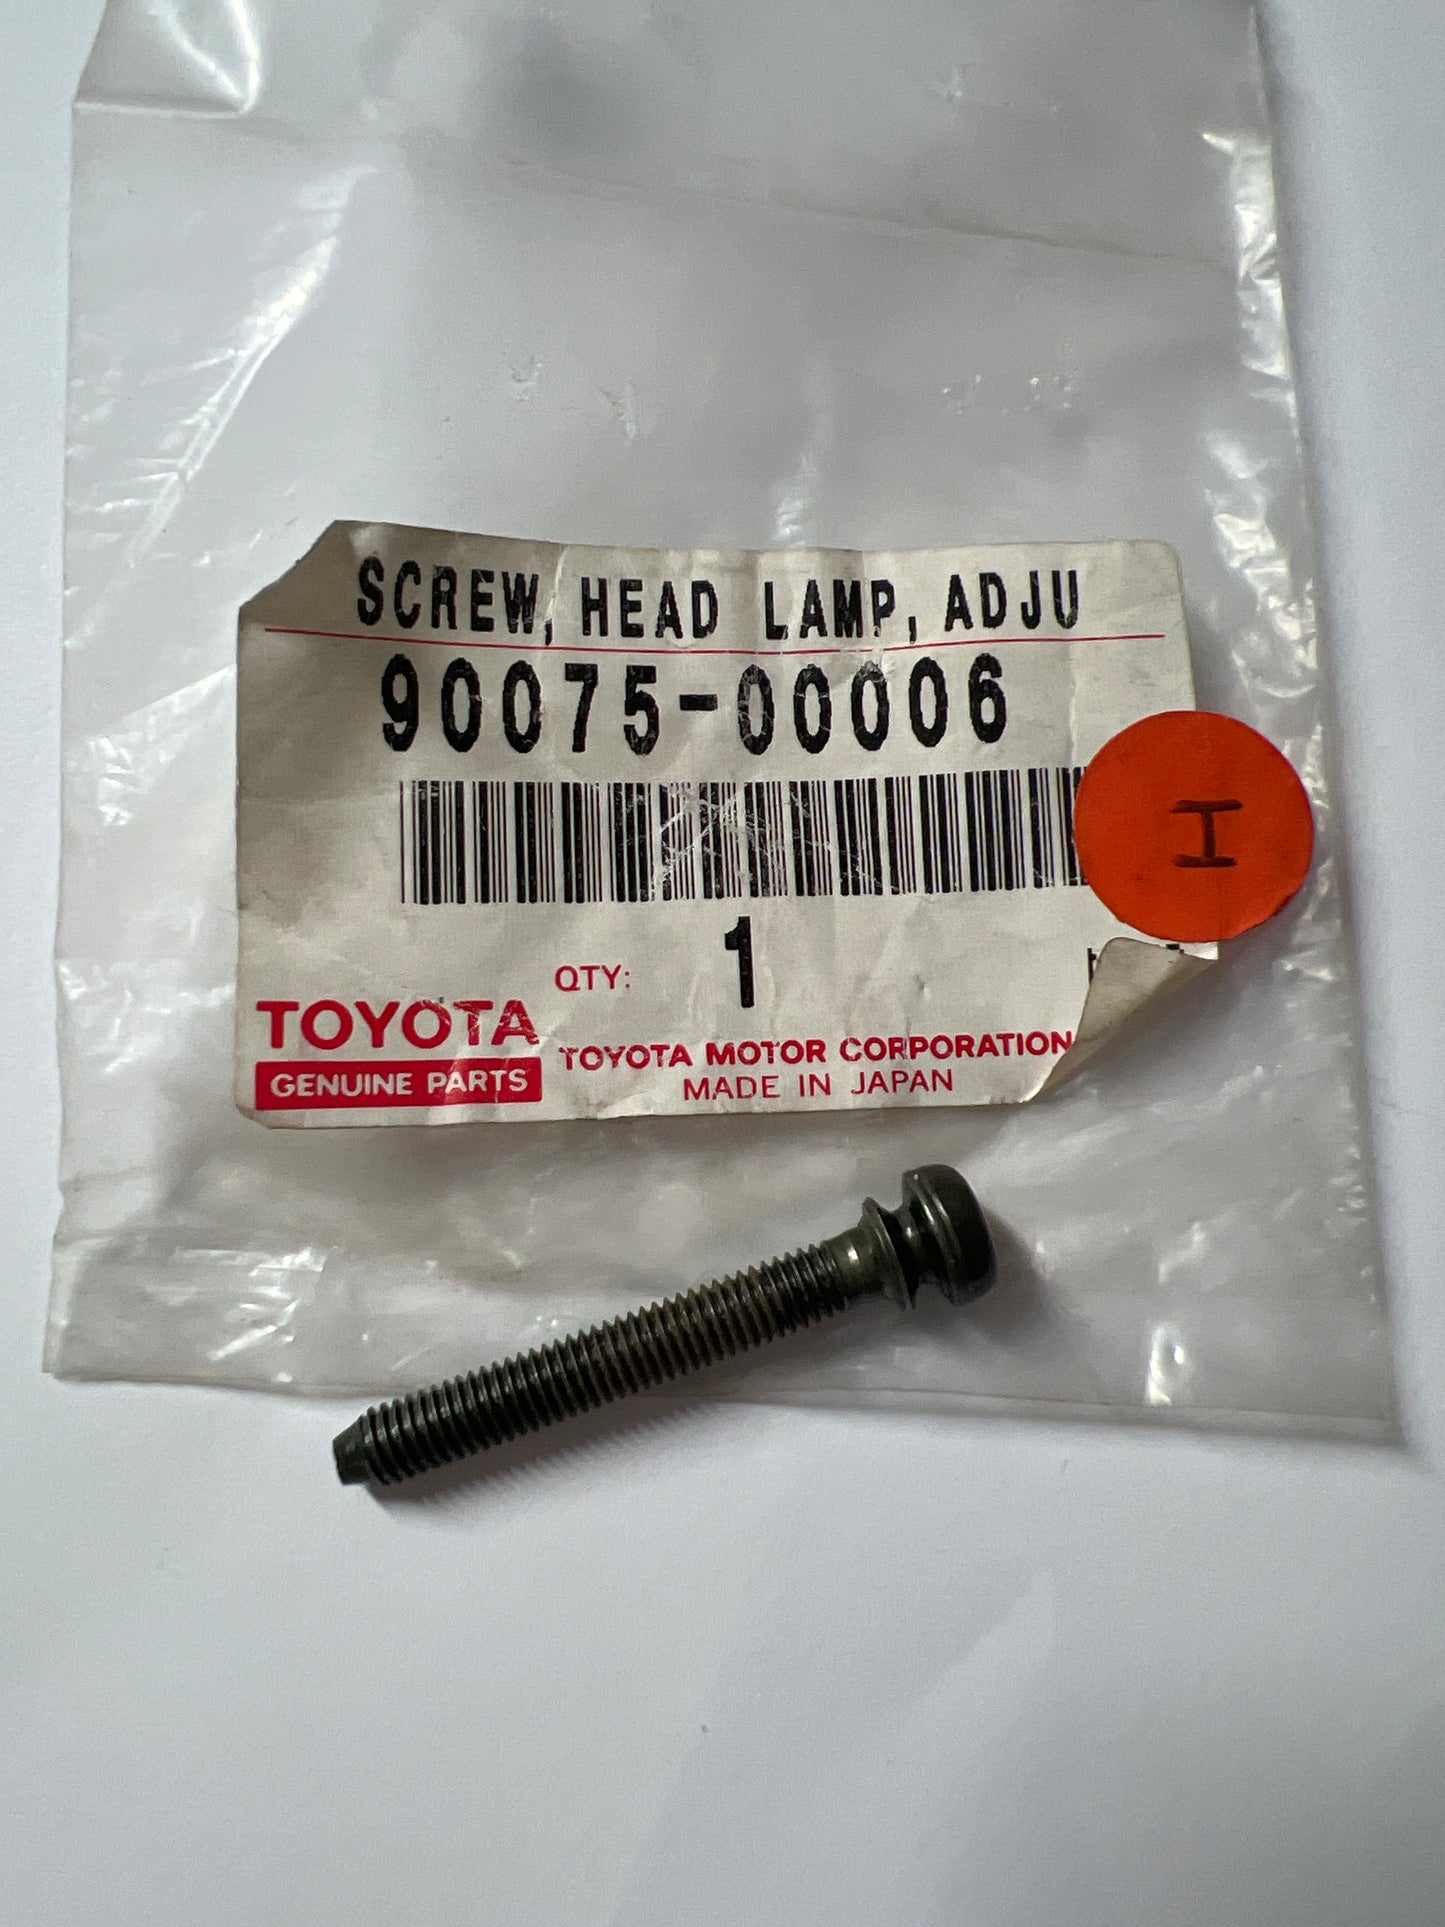 SCREW, HEAD LAMP, ADJU
90075-00006
I
QTY: 1
TOYOTA
GENUINE PARTS
TOYOTA MOTOR CORPORATION
MADE IN JAPAN